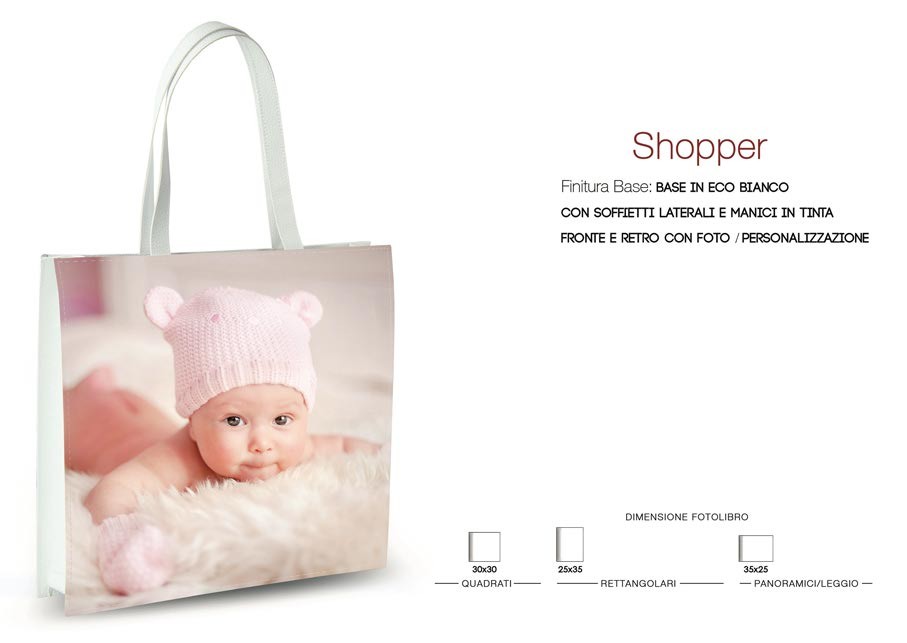 Shopper
Finitura Base: BASE IN ECO BIANCO
CON SOFFIETTI LATERALI E MANICI IN TINTA
FRONTE E RETRO CON FOTO / PERSONALIZZAZIONE
DIMENSIONE FOTOLIBRO
30x30 25x35 35x25
QUADRATI RETTANGOLARI PANORAMICI/LEGGIO